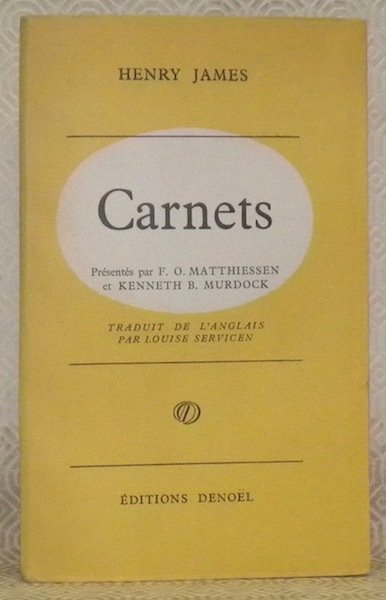 HENRY JAMES
Carnets
Présentés par F. O. MATTHIESSEN
et KENNETH B. MURDOCK
TRADUIT DE L'ANGLAIS
PAR LOUISE SERVICEN
ÉDITIONS DENOËL